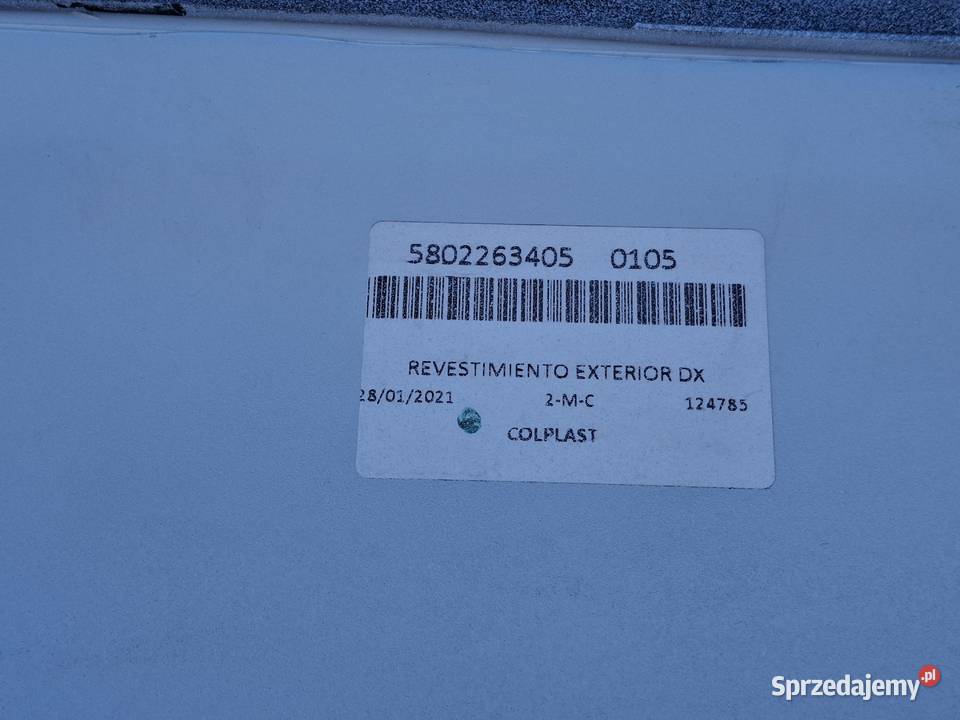 5802263405 0105
REVESTIMIENTO EXTERIOR DX
28/01/2021 2-M-C 124785
COLPLAST
Sprzedajemy.pl